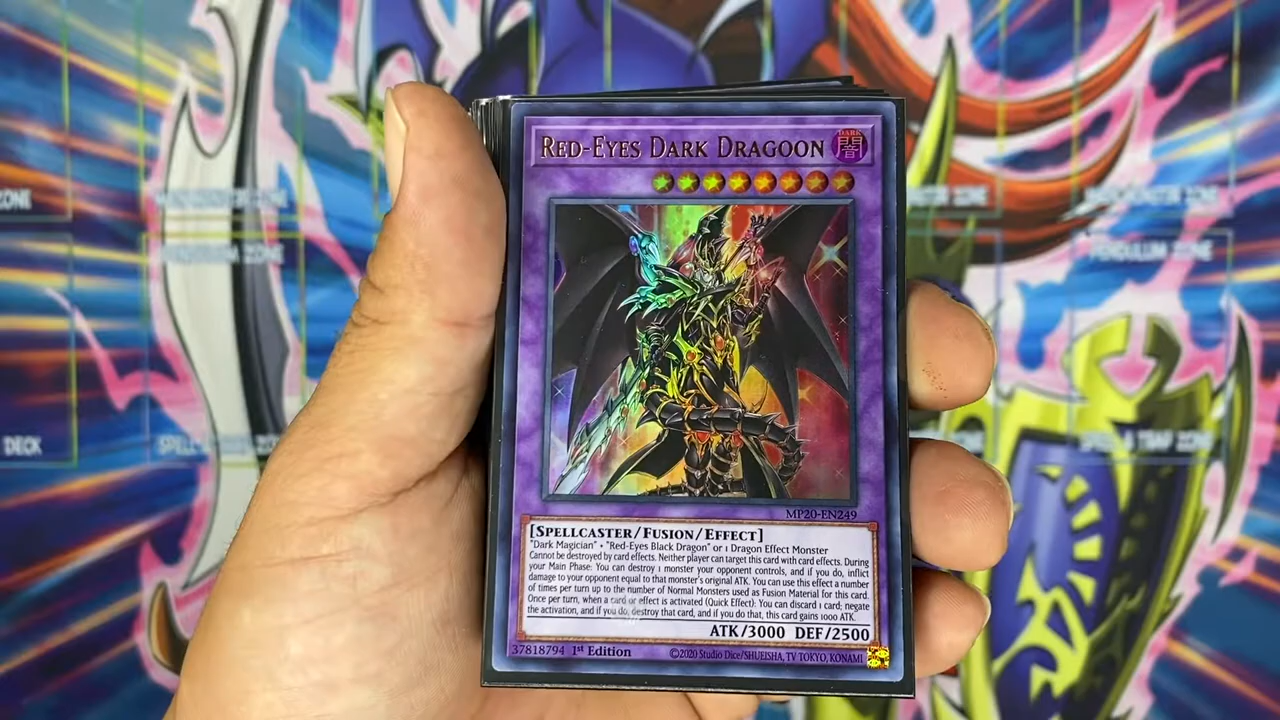 RED-EYES DARK DRAGOON
DARK
闇
MP20-EN249
[SPELLCASTER/FUSION/EFFECT]
"Dark Magician" + "Red-Eyes Black Dragon" or 1 Dragon Effect Monster
Cannot be destroyed by card effects. Neither player can target this card with card effects. During
your Main Phase: You can destroy 1 monster your opponent controls, and if you do, inflict
damage to your opponent equal to that monster's original ATK. You can use this effect a number
of times per turn up to the number of Normal Monsters used as Fusion Material for this card.
Once per turn, when a card or effect is activated (Quick Effect): You can discard 1 card; negate
the activation, and if you do, destroy that card, and if you do that, this card gains 1000 ATK.
ATK/3000 DEF/2500
37818794 1st Edition
©2020 Studio Dice/SHUEISHA, TV TOKYO, KONAMI
ZONE
DECK
PENDULUM ZONE
SPELL & TRAP ZONE